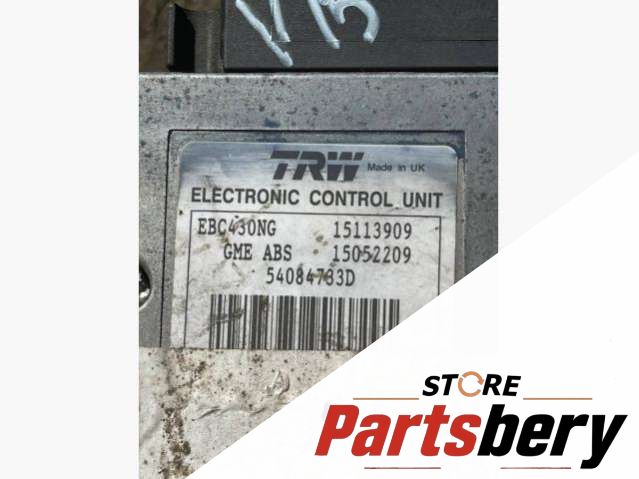 TRW Made in UK
ELECTRONIC CONTROL UNIT
EBC430NG 15113909
GME ABS 15052209
54084733D
STORE
Partsbery